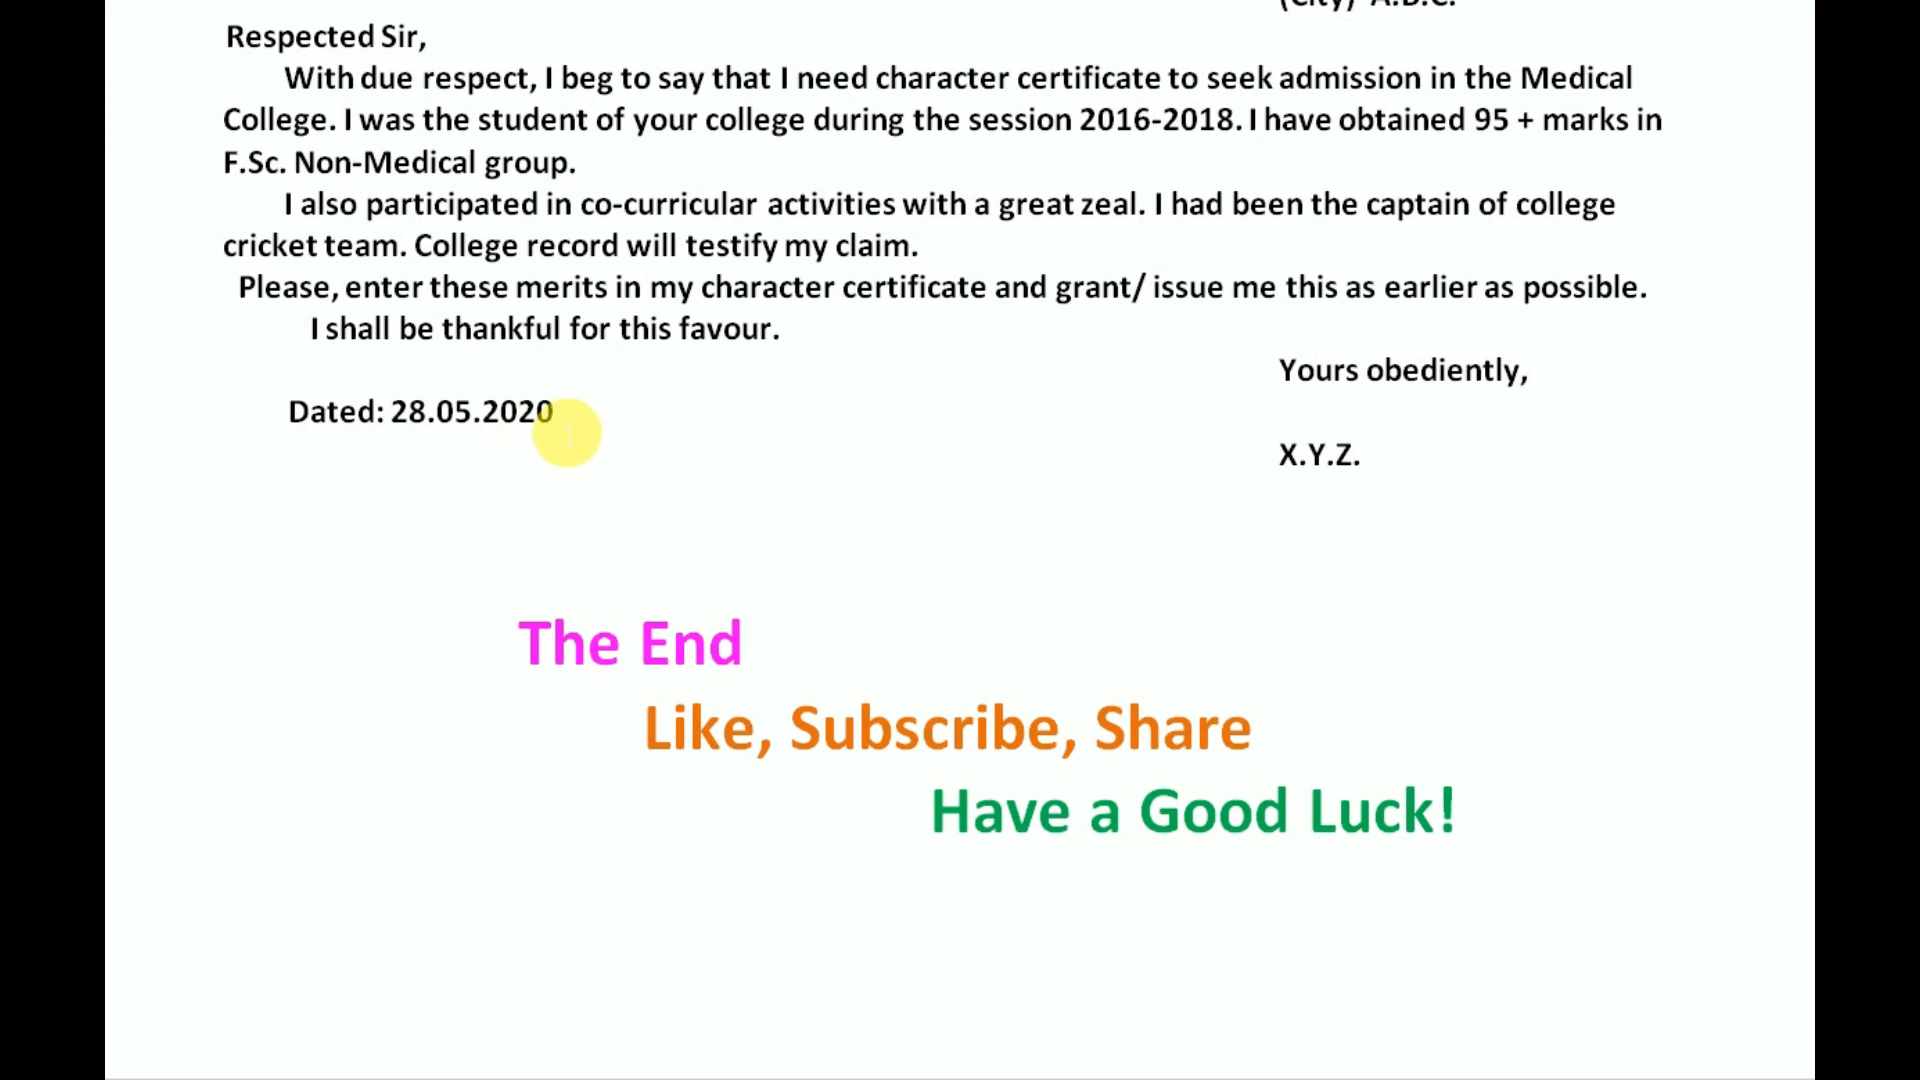 (City) A.B.C.
Respected Sir,
With due respect, I beg to say that I need character certificate to seek admission in the Medical
College. I was the student of your college during the session 2016-2018. I have obtained 95 + marks in
F.Sc. Non-Medical group.
I also participated in co-curricular activities with a great zeal. I had been the captain of college
cricket team. College record will testify my claim.
Please, enter these merits in my character certificate and grant/ issue me this as earlier as possible.
I shall be thankful for this favour.
Yours obediently,
Dated: 28.05.2020
X.Y.Z.
The End
Like, Subscribe, Share
Have a Good Luck!